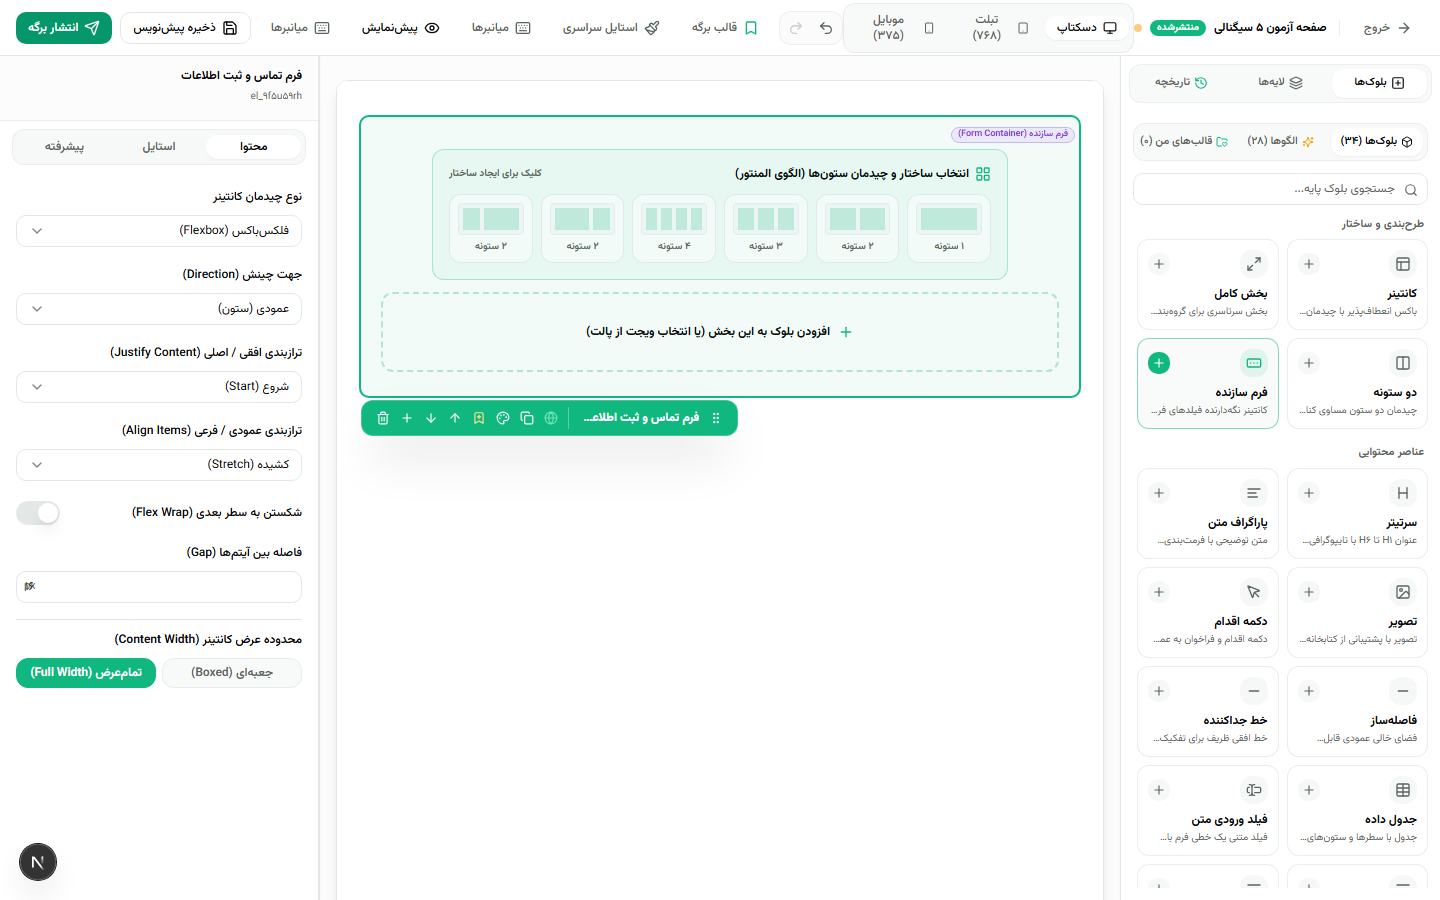 خروج
صفحه آزمون ۵ سیگنالی
منتشرشده
دسکتاپ
تبلت (۷۶۸)
موبایل (۳۷۵)
قالب برگه
استایل سراسری
میانبرها
پیش‌نمایش
میانبرها
ذخیره پیش‌نویس
انتشار برگه
بلوک‌ها
لایه‌ها
تاریخچه
بلوک‌ها (۳۴)
الگوها (۲۸)
قالب‌های من (۰)
جستجوی بلوک پایه...
طرح‌بندی و ساختار
کانتینر
باکس انعطاف‌پذیر با چیدمان...
بخش کامل
بخش سرتاسری برای گروه‌بند...
دو ستونه
چیدمان دو ستون مساوی کنا...
فرم سازنده
کانتینر نگه‌دارنده فیلدهای فر...
عناصر محتوایی
سرتیتر
عنوان H1 تا H6 با تایپوگرافی...
پاراگراف متن
متن توضیحی با فرمت‌بندی...
تصویر
تصویر با پشتیبانی از کتابخانه...
دکمه اقدام
دکمه اقدام و فراخوان به عمـ...
فاصله‌ساز
فضای خالی عمودی قابل...
خط جداکننده
خط افقی ظریف برای تفکیک...
جدول داده
جدول با سطرها و ستون‌های...
فیلد ورودی متن
فیلد متنی یک خطی فرم با...
فرم سازنده (Form Container)
انتخاب ساختار و چیدمان ستون‌ها (الگوی المنتور)
کلیک برای ایجاد ساختار
۱ ستونه
۲ ستونه
۳ ستونه
۴ ستونه
۲ ستونه
۲ ستونه
افزودن بلوک به این بخش (یا انتخاب ویجت از پالت)
فرم تماس و ثبت اطلاعـ...
فرم تماس و ثبت اطلاعات
el_9f5u59rh
محتوا
استایل
پیشرفته
نوع چیدمان کانتینر
فلکس‌باکس (Flexbox)
جهت چینش (Direction)
عمودی (ستون)
ترازبندی افقی / اصلی (Justify Content)
شروع (Start)
ترازبندی عمودی / فرعی (Align Items)
کشیده (Stretch)
شکستن به سطر بعدی (Flex Wrap)
فاصله بین آیتم‌ها (Gap)
محدوده عرض کانتینر (Content Width)
جعبه‌ای (Boxed)
تمام‌عرض (Full Width)
N